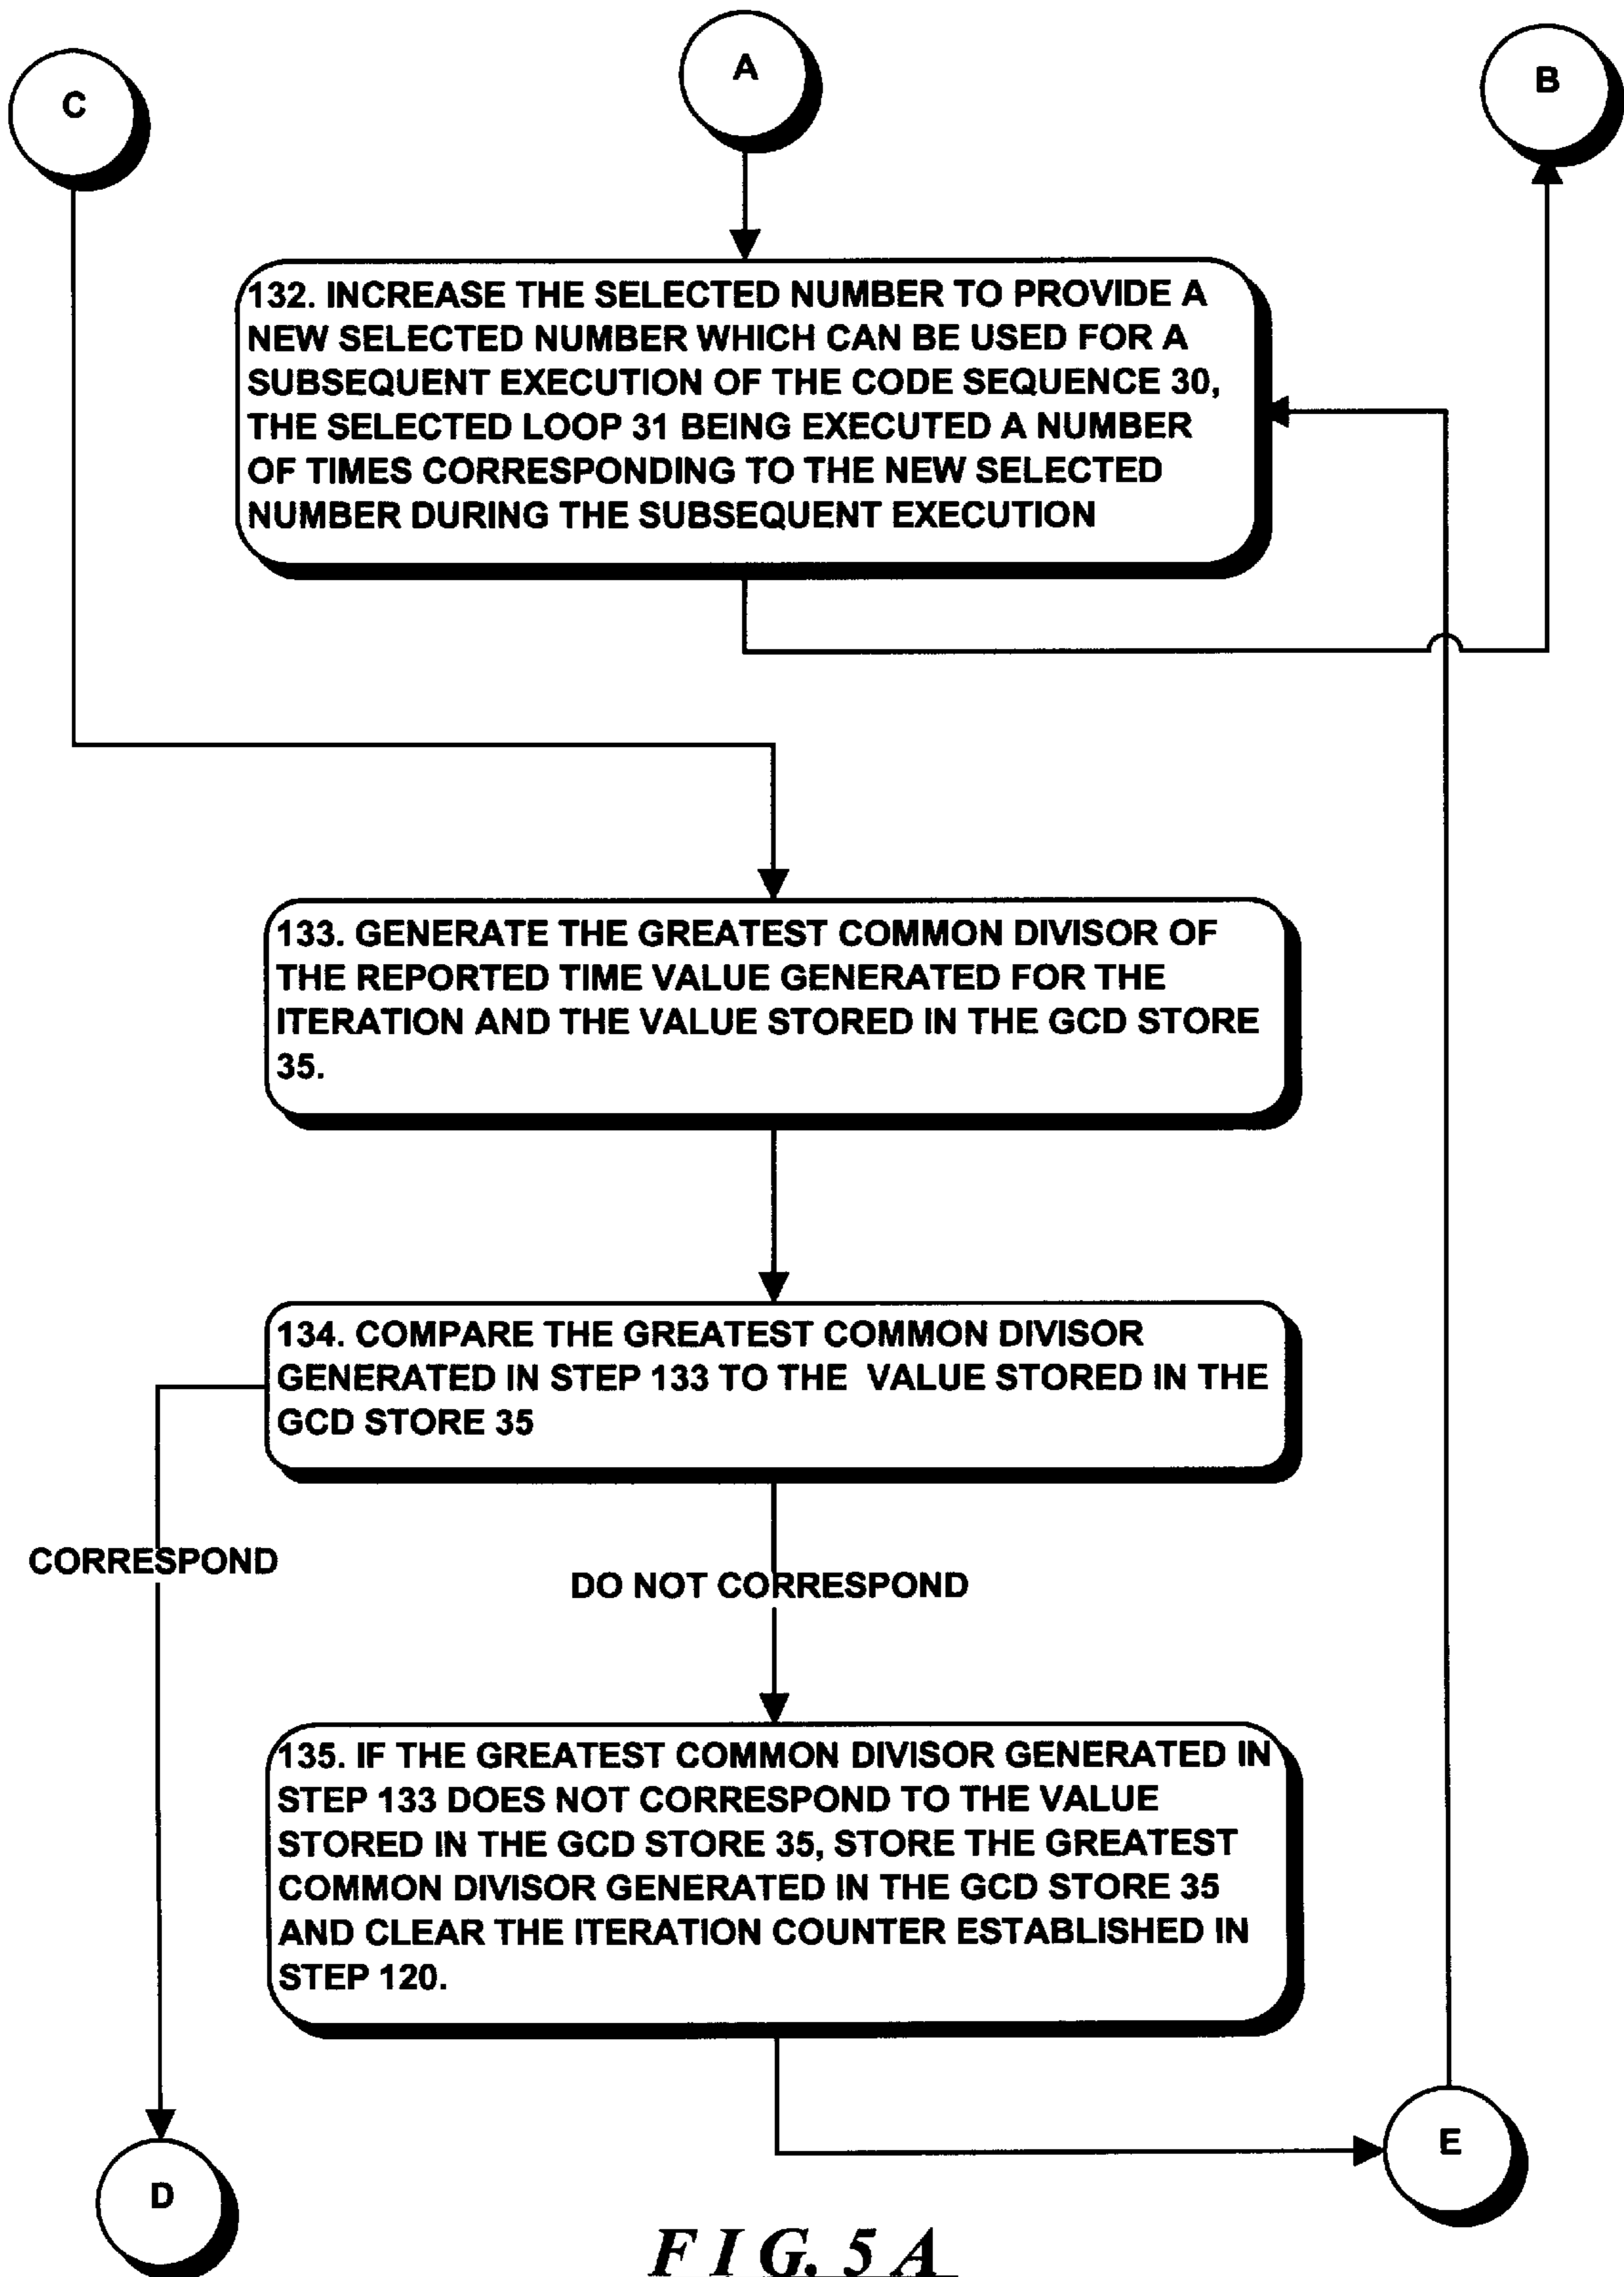 C
A
B
132. INCREASE THE SELECTED NUMBER TO PROVIDE A
NEW SELECTED NUMBER WHICH CAN BE USED FOR A
SUBSEQUENT EXECUTION OF THE CODE SEQUENCE 30,
THE SELECTED LOOP 31 BEING EXECUTED A NUMBER
OF TIMES CORRESPONDING TO THE NEW SELECTED
NUMBER DURING THE SUBSEQUENT EXECUTION
133. GENERATE THE GREATEST COMMON DIVISOR OF
THE REPORTED TIME VALUE GENERATED FOR THE
ITERATION AND THE VALUE STORED IN THE GCD STORE
35.
134. COMPARE THE GREATEST COMMON DIVISOR
GENERATED IN STEP 133 TO THE VALUE STORED IN THE
GCD STORE 35
CORRESPOND
DO NOT CORRESPOND
135. IF THE GREATEST COMMON DIVISOR GENERATED IN
STEP 133 DOES NOT CORRESPOND TO THE VALUE
STORED IN THE GCD STORE 35, STORE THE GREATEST
COMMON DIVISOR GENERATED IN THE GCD STORE 35
AND CLEAR THE ITERATION COUNTER ESTABLISHED IN
STEP 120.
E
D
FIG. 5A